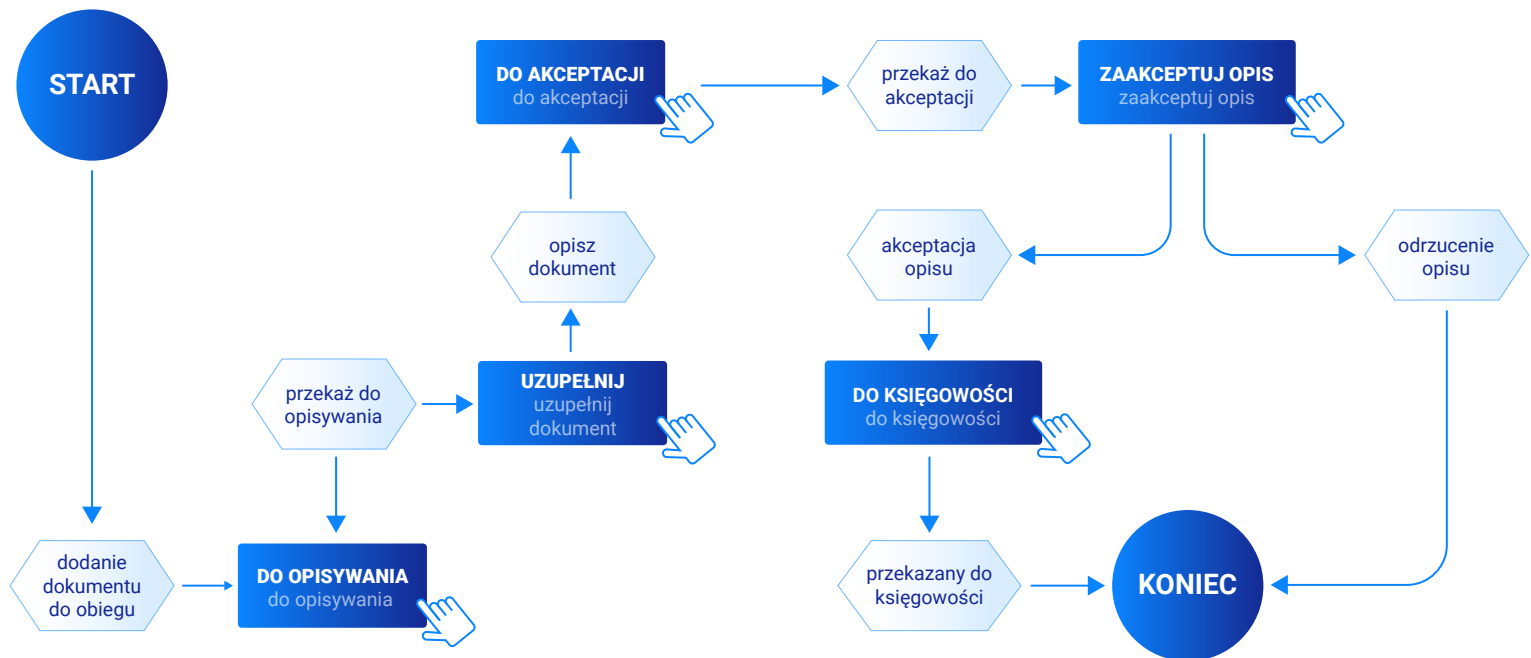 START
dodanie
dokumentu
do obiegu
DO OPISYWANIA
do opisywania
przekaż do
opisywania
UZUPEŁNIJ
uzupełnij
dokument
opisz
dokument
DO AKCEPTACJI
do akceptacji
przekaż do
akceptacji
ZAAKCEPTUJ OPIS
zaakceptuj opis
akceptacja
opisu
odrzucenie
opisu
DO KSIĘGOWOŚCI
do księgowości
przekazany do
księgowości
KONIEC